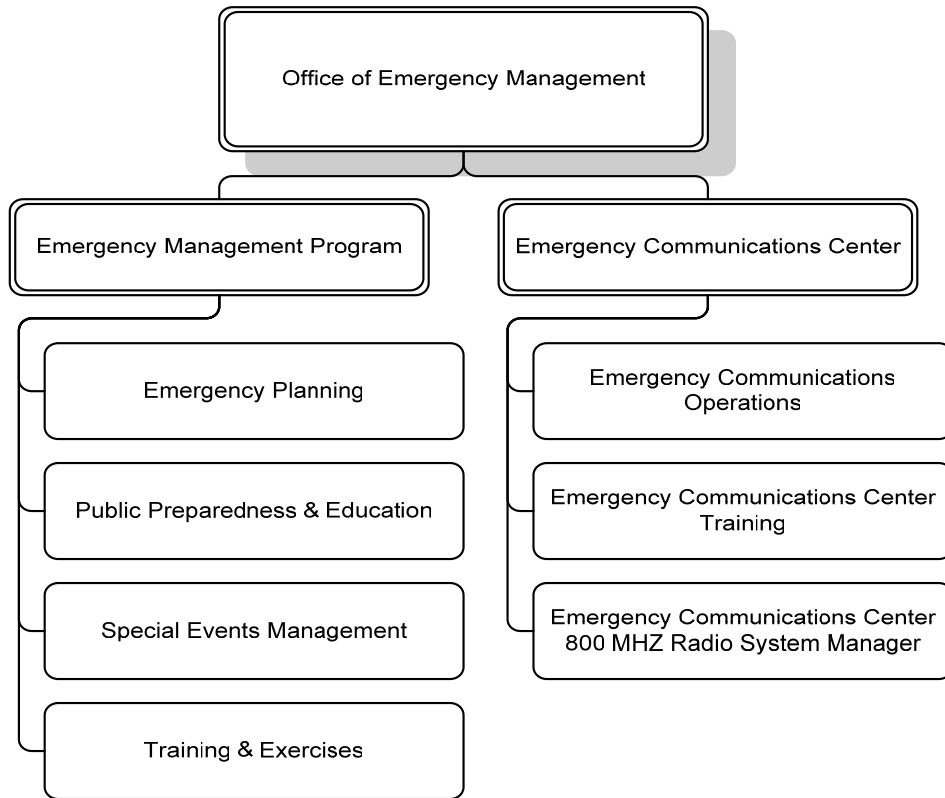 Office of Emergency Management
Emergency Management Program
Emergency Communications Center
Emergency Planning
Public Preparedness & Education
Special Events Management
Training & Exercises
Emergency Communications
Operations
Emergency Communications Center
Training
Emergency Communications Center
800 MHZ Radio System Manager